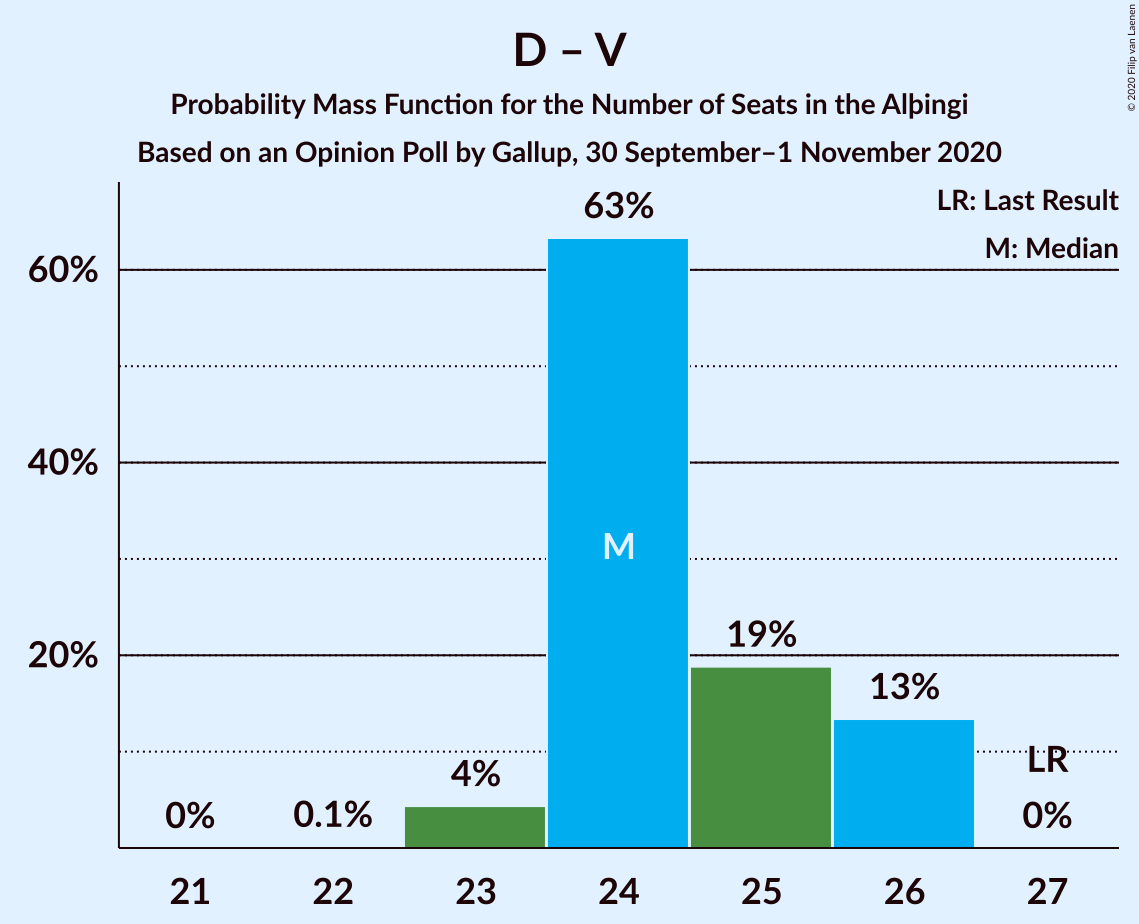 D – V
Probability Mass Function for the Number of Seats in the Alþingi
Based on an Opinion Poll by Gallup, 30 September–1 November 2020
© 2020 Filip van Laenen
LR: Last Result
M: Median
63%
60%
40%
M
19%
20%
13%
LR
4%
0%
0.1%
0%
21
22
23
24
25
26
27